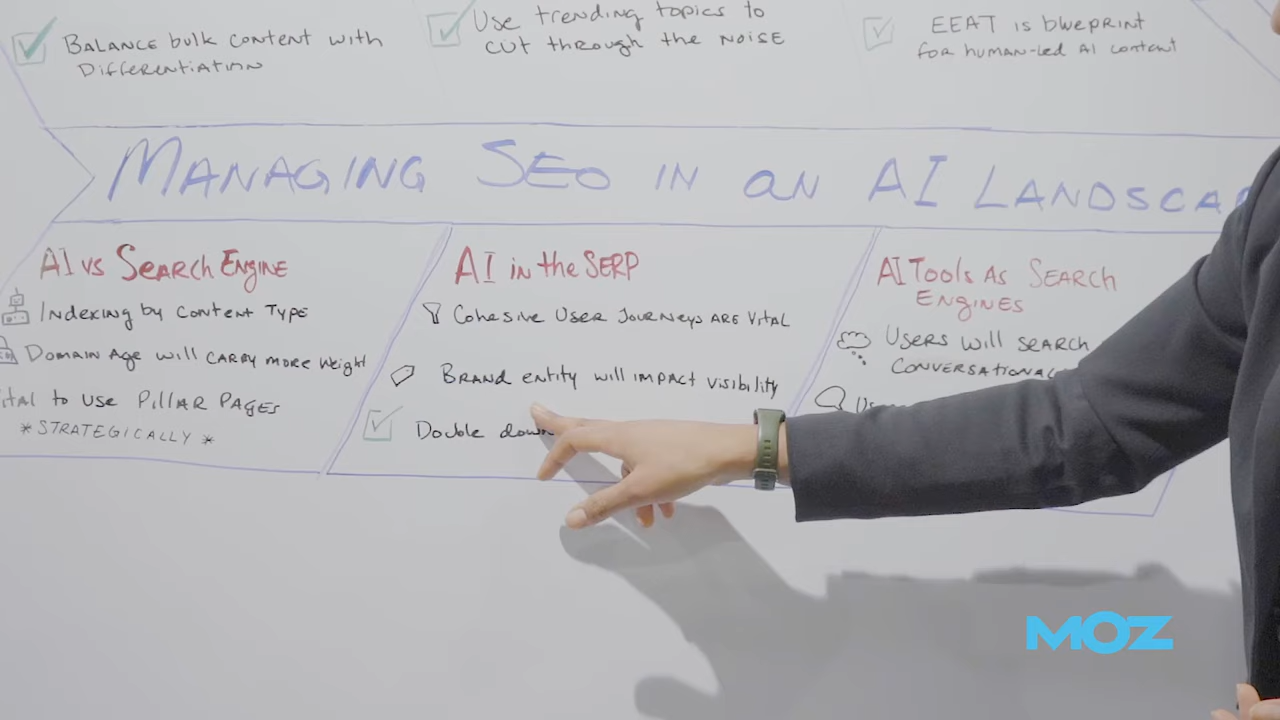 Balance bulk content with
Differentiation
Use trending topics to
cut through the noise
EEAT is blueprint
for human-led AI content
Managing SEO in an AI Landsca
AI vs Search Engine
Indexing by Content Type
Domain Age will carry more weight
ital to use Pillar Pages
*Strategically*
AI in the SERP
Cohesive User Journeys are Vital
Brand entity will impact visibility
Double down
AI Tools as Search
Engines
Users will search
conversational
MOZ